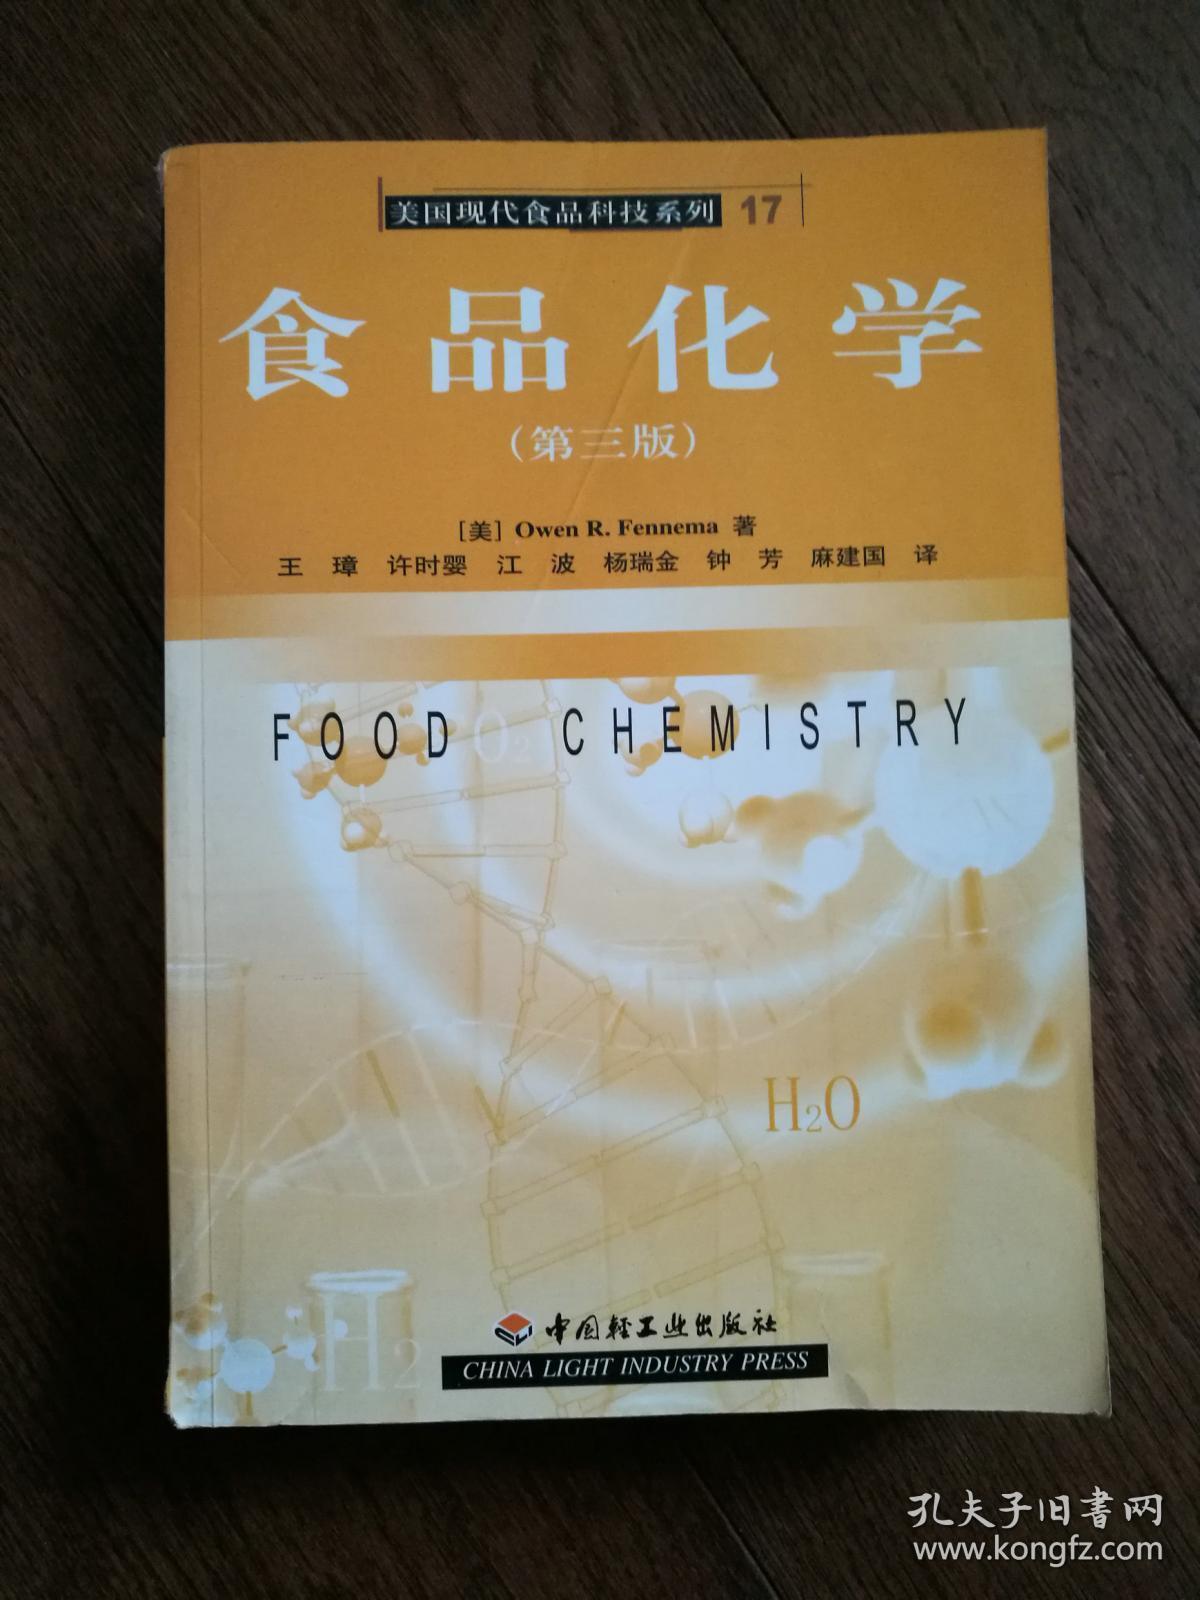 美国现代食品科技系列 17
食品化学
（第三版）
[美] Owen R. Fennema 著
王 璋 许时婴 江 波 杨瑞金 钟 芳 麻建国 译
FOOD CHEMISTRY
O2
H2O
H2
中国轻工业出版社
CHINA LIGHT INDUSTRY PRESS
孔夫子旧书网
www.kongfz.com